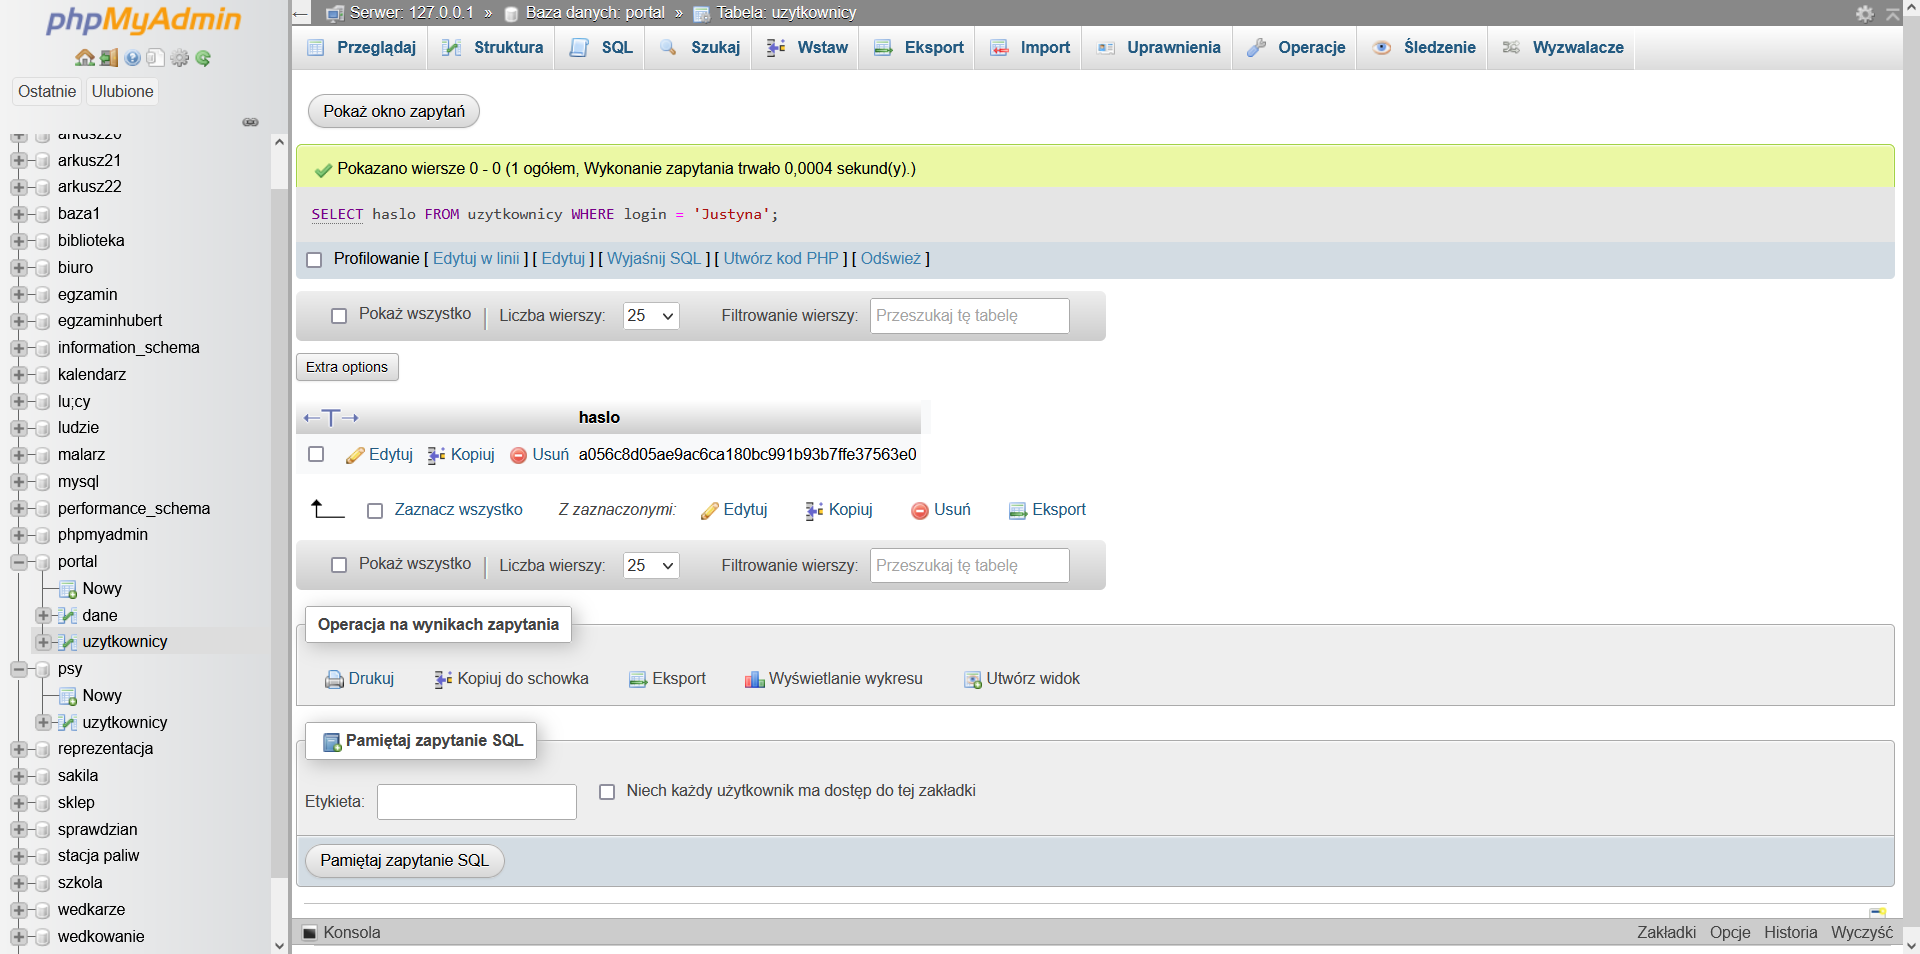 phpMyAdmin
Ostatnie Ulubione
arkusz20
arkusz21
arkusz22
baza1
biblioteka
biuro
egzamin
egzaminhubert
information_schema
kalendarz
lu;cy
ludzie
malarz
mysql
performance_schema
phpmyadmin
portal
Nowy
dane
uzytkownicy
psy
Nowy
uzytkownicy
reprezentacja
sakila
sklep
sprawdzian
stacja paliw
szkola
wedkarze
wedkowanie
Serwer: 127.0.0.1 » Baza danych: portal » Tabela: uzytkownicy
Przeglądaj Struktura SQL Szukaj Wstaw Eksport Import Uprawnienia Operacje Śledzenie Wyzwalacze
Pokaż okno zapytań
Pokazano wiersze 0 - 0 (1 ogółem, Wykonanie zapytania trwało 0,0004 sekund(y).)
SELECT haslo FROM uzytkownicy WHERE login = 'Justyna';
Profilowanie [ Edytuj w linii ] [ Edytuj ] [ Wyjaśnij SQL ] [ Utwórz kod PHP ] [ Odśwież ]
Pokaż wszystko Liczba wierszy: 25 Filtrowanie wierszy: Przeszukaj tę tabelę
Extra options
←T→ haslo
Edytuj Kopiuj Usuń a056c8d05ae9ac6ca180bc991b93b7ffe37563e0
Zaznacz wszystko Z zaznaczonymi: Edytuj Kopiuj Usuń Eksport
Pokaż wszystko Liczba wierszy: 25 Filtrowanie wierszy: Przeszukaj tę tabelę
Operacja na wynikach zapytania
Drukuj Kopiuj do schowka Eksport Wyświetlanie wykresu Utwórz widok
Pamiętaj zapytanie SQL
Etykieta: Niech każdy użytkownik ma dostęp do tej zakładki
Pamiętaj zapytanie SQL
Konsola Zakładki Opcje Historia Wyczyść